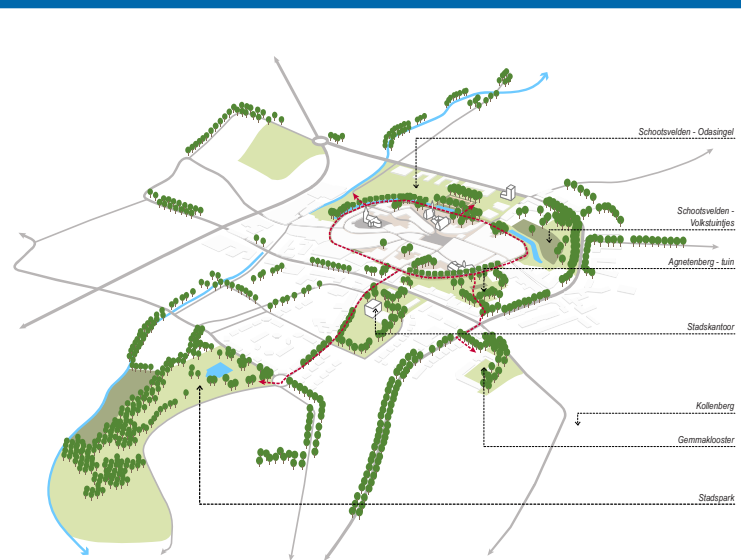 Schootsvelden - Odasingel
Schootsvelden -
Volkstuintjes
Agnetenberg - tuin
Stadskantoor
Kollenberg
Gemmaklooster
Stadspark